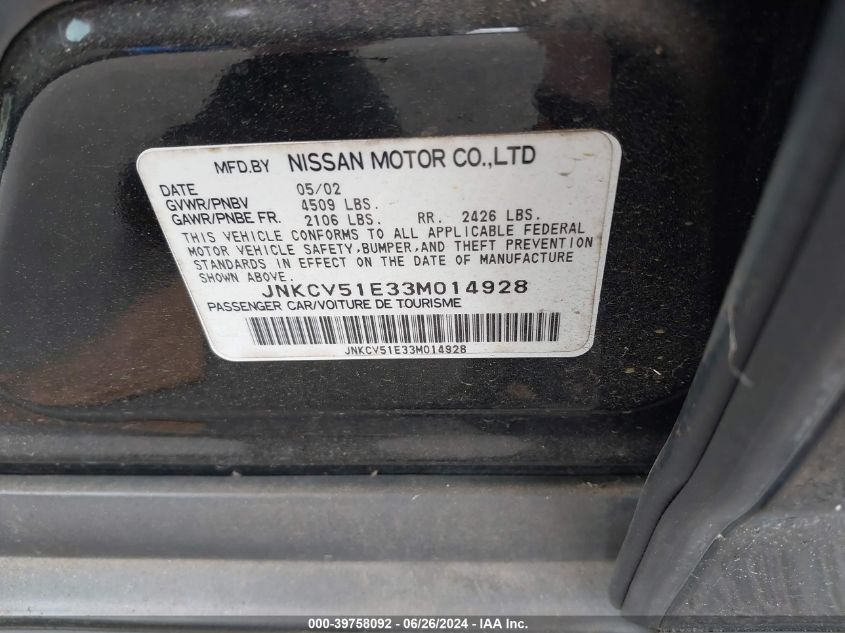 MFD.BY NISSAN MOTOR CO.,LTD
DATE 05/02
GVWR/PNBV 4509 LBS.
GAWR/PNBE FR. 2106 LBS. RR. 2426 LBS.
THIS VEHICLE CONFORMS TO ALL APPLICABLE FEDERAL
MOTOR VEHICLE SAFETY,BUMPER,AND THEFT PREVENTION
STANDARDS IN EFFECT ON THE DATE OF MANUFACTURE
SHOWN ABOVE.
JNKCV51E33M014928
PASSENGER CAR/VOITURE DE TOURISME
JNKCV51E33M014928
000-39758092 - 06/26/2024 - IAA Inc.